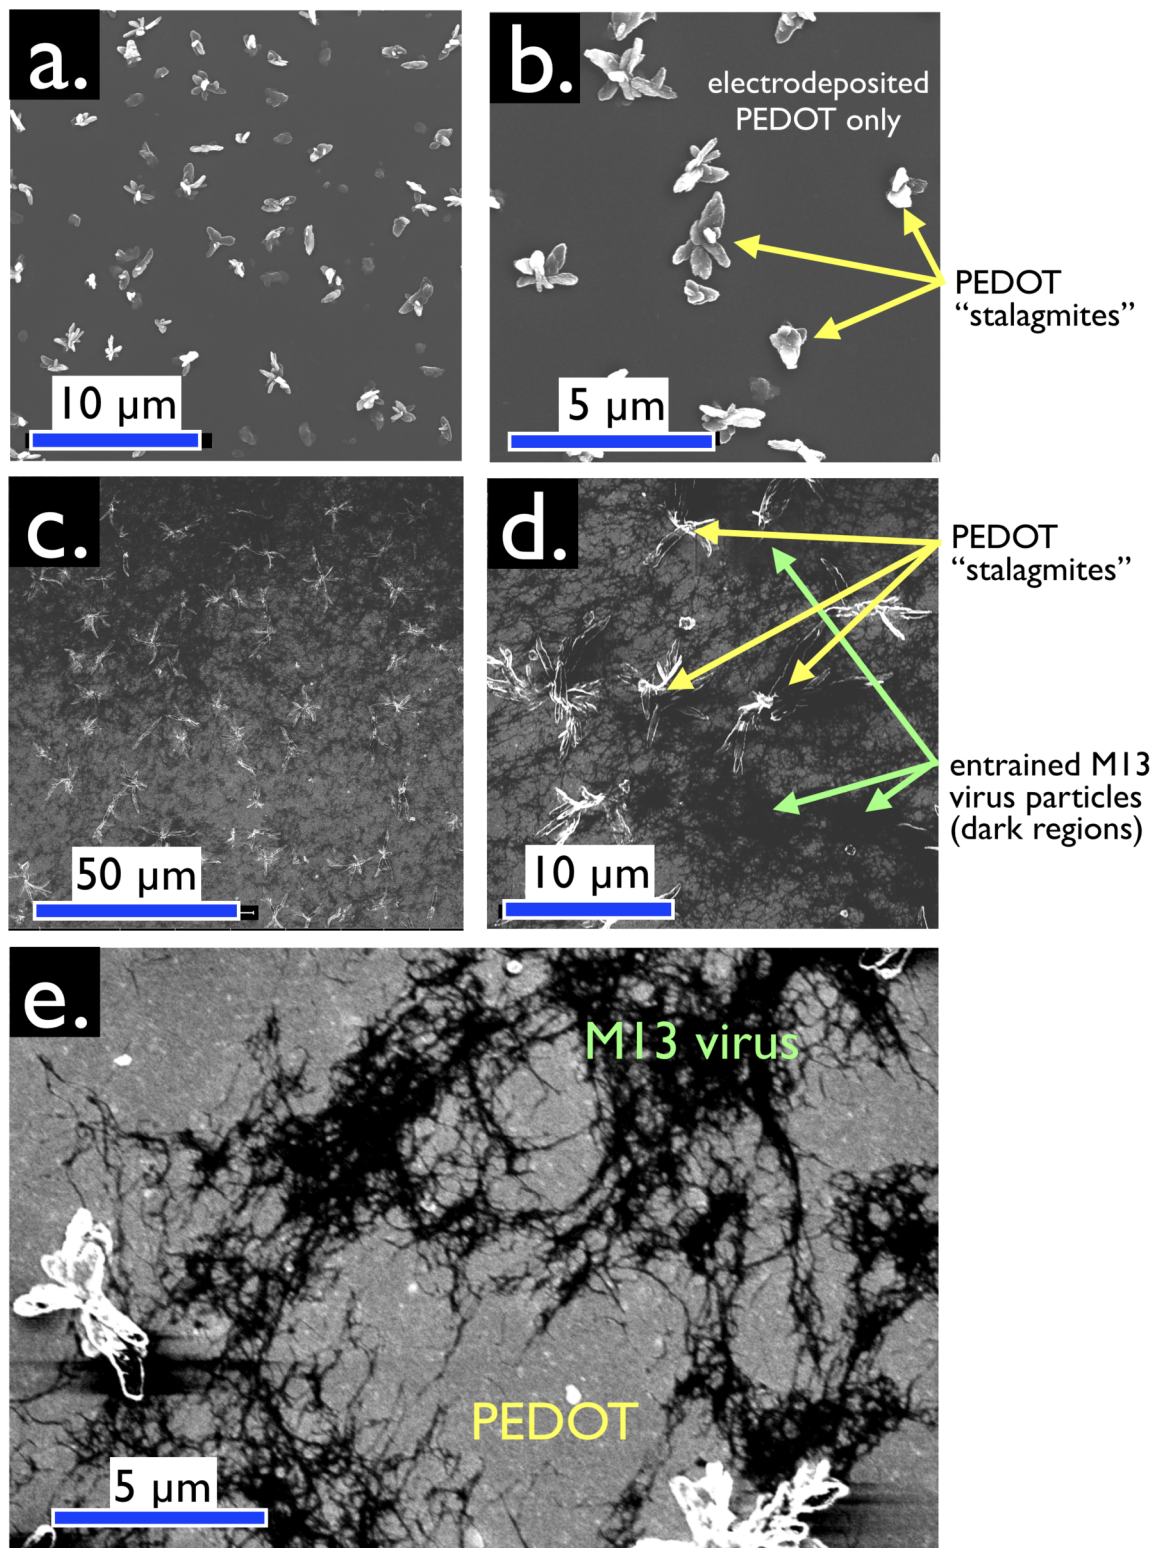 a.
10 µm
b.
electrodeposited
PEDOT only
5 µm
PEDOT
“stalagmites”
c.
50 µm
d.
10 µm
PEDOT
“stalagmites”
entrained M13
virus particles
(dark regions)
e.
M13 virus
PEDOT
5 µm